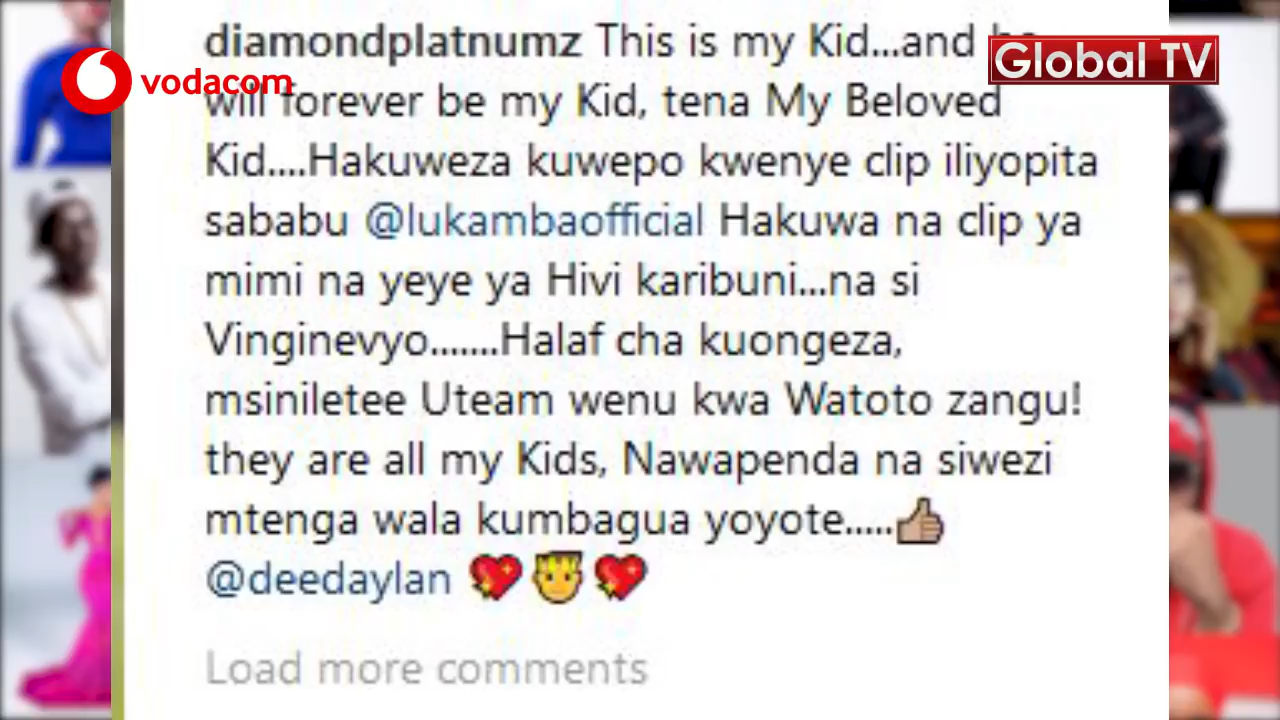 vodacom
Global TV
diamondplatnumz This is my Kid...and he
will forever be my Kid, tena My Beloved
Kid....Hakuweza kuwepo kwenye clip iliyopita
sababu @lukambaofficial Hakuwa na clip ya
mimi na yeye ya Hivi karibuni...na si
Vinginevyo.......Halaf cha kuongeza,
msiniletee Uteam wenu kwa Watoto zangu!
they are all my Kids, Nawapenda na siwezi
mtenga wala kumbagua yoyote.....👍🏽
@deedaylan 💖👦💖
Load more comments